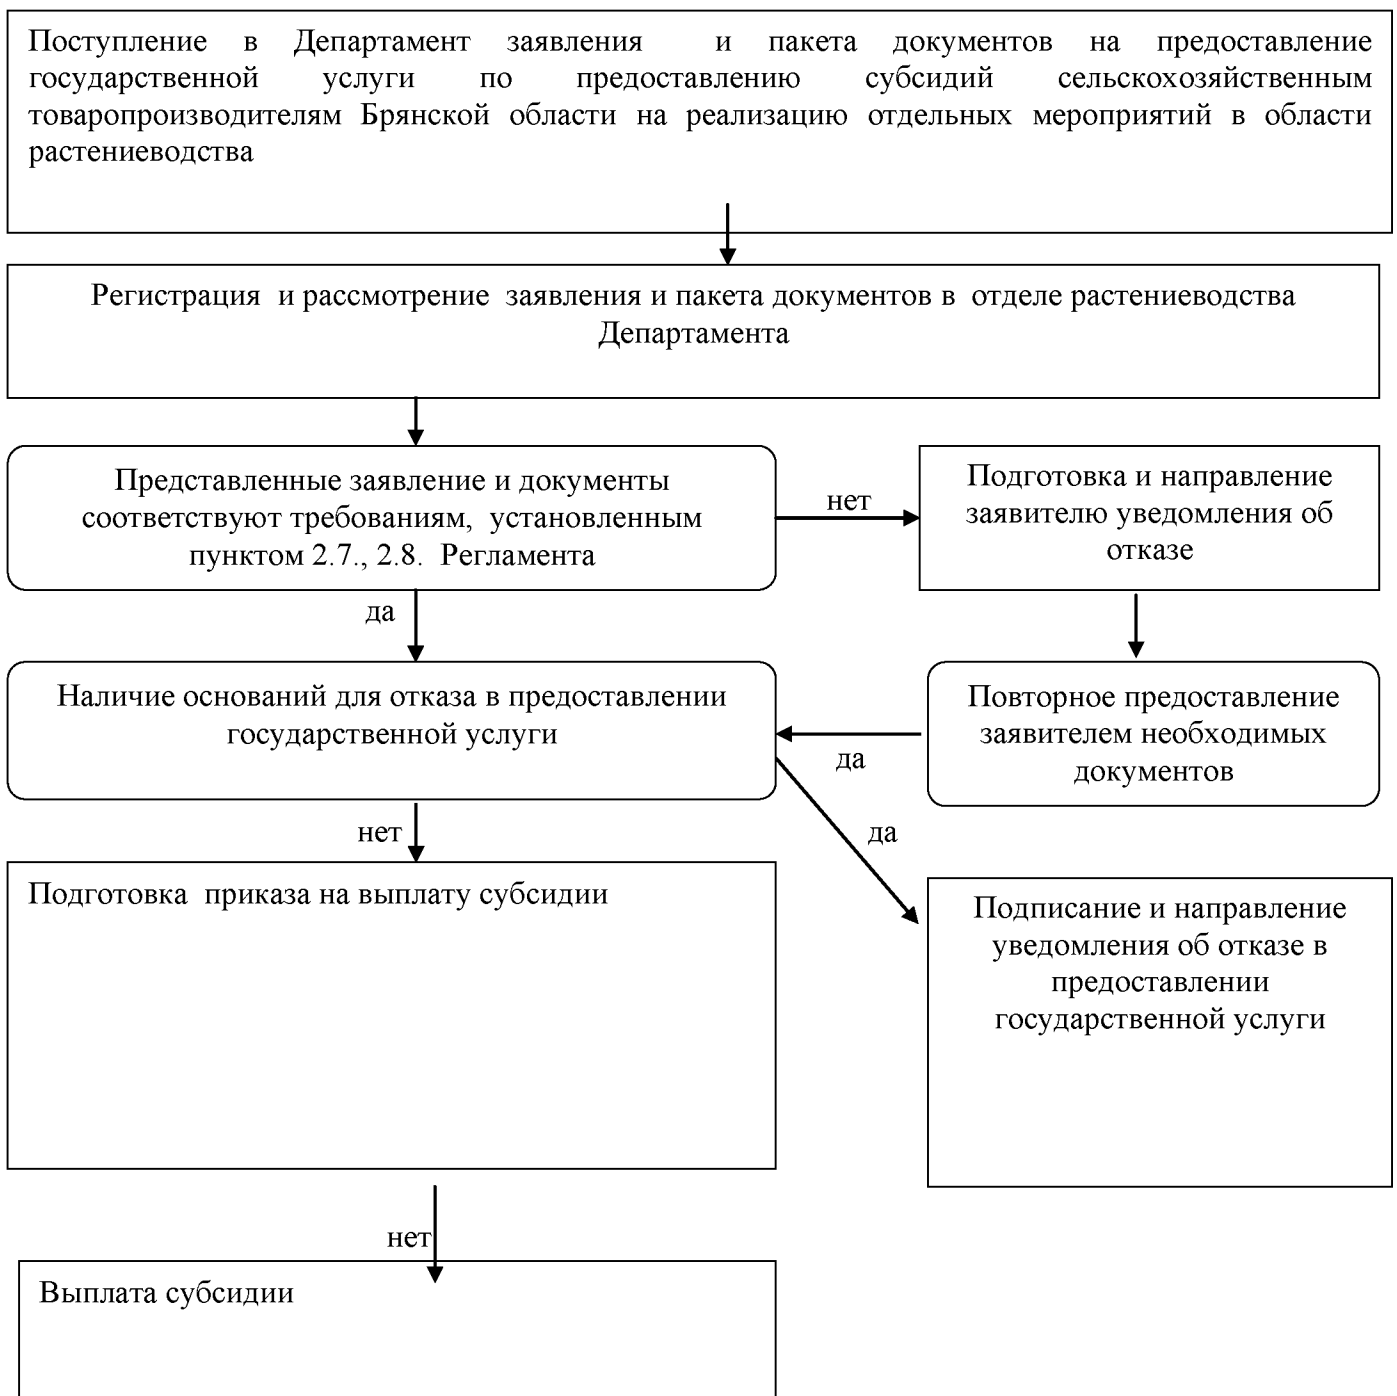 Поступление в Департамент заявления и пакета документов на предоставление
государственной услуги по предоставлению субсидий сельскохозяйственным
товаропроизводителям Брянской области на реализацию отдельных мероприятий в области
растениеводства
Регистрация и рассмотрение заявления и пакета документов в отделе растениеводства
Департамента
Представленные заявление и документы
соответствуют требованиям, установленным
пунктом 2.7., 2.8. Регламента
нет
Подготовка и направление
заявителю уведомления об
отказе
да
Наличие оснований для отказа в предоставлении
государственной услуги
да
Повторное предоставление
заявителем необходимых
документов
нет
да
Подготовка приказа на выплату субсидии
Подписание и направление
уведомления об отказе в
предоставлении
государственной услуги
нет
Выплата субсидии